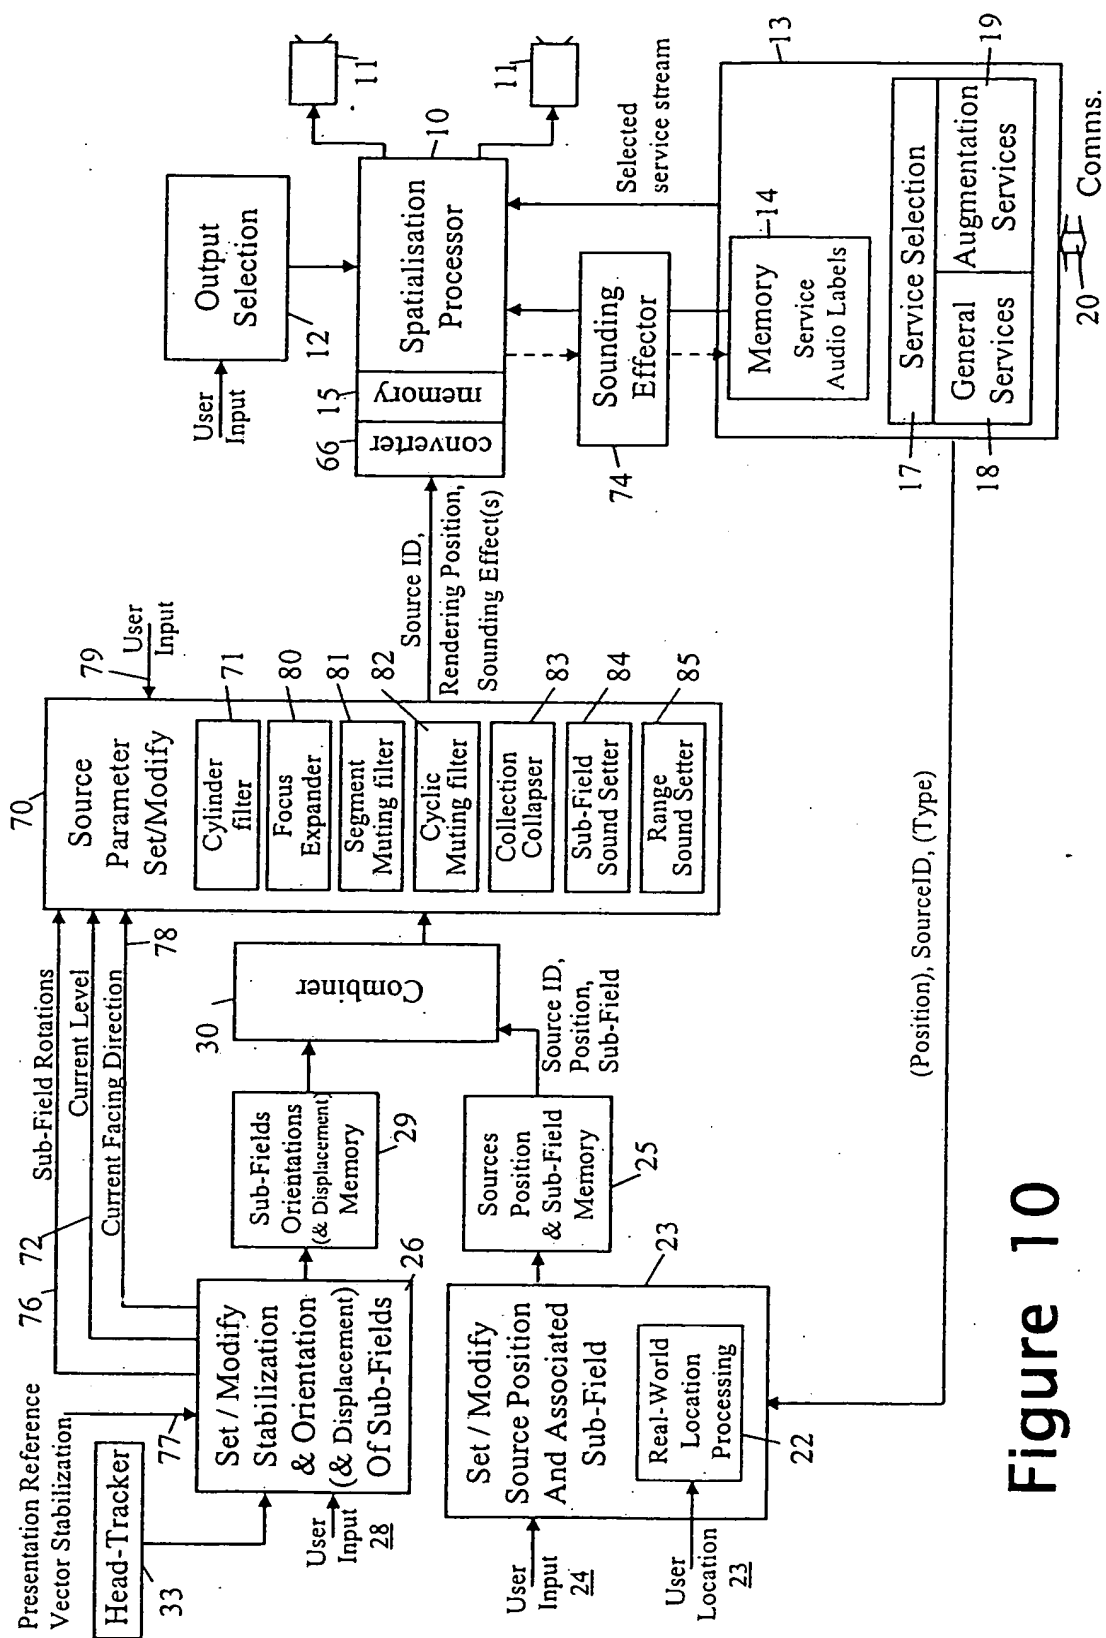 Presentation Reference
Vector Stabilization
Head-Tracker
33
77
76
72
Sub-Field Rotations
Current Level
Current Facing Direction
78
Set / Modify
Stabilization
& Orientation
(& Displacement)
Of Sub-Fields
26
User
Input
28
Sub-Fields
Orientations
(& Displacement)
Memory
29
30
Combiner
User
Input
24
User
Location
23
Set / Modify
Source Position
And Associated
Sub-Field
23
Real-World
Location
Processing
22
Sources
Position
& Sub-Field
Memory
25
Source ID,
Position,
Sub-Field
70
Source
Parameter
Set/Modify
79
User
Input
Cylinder
filter
71
Focus
Expander
80
Segment
Muting filter
81
Cyclic
Muting filter
82
Collection
Collapser
83
Sub-Field
Sound Setter
84
Range
Sound Setter
85
Source ID,
Rendering Position,
Sounding Effect(s)
User
Input
Output
Selection
12
66
converter
15
memory
Spatialisation
Processor
10
11
11
Sounding
Effector
74
Selected
service stream
13
Memory
14
Service
Audio Labels
Service Selection
17
General
Services
18
Augmentation
Services
19
20
Comms.
(Position), SourceID, (Type)
Figure 10